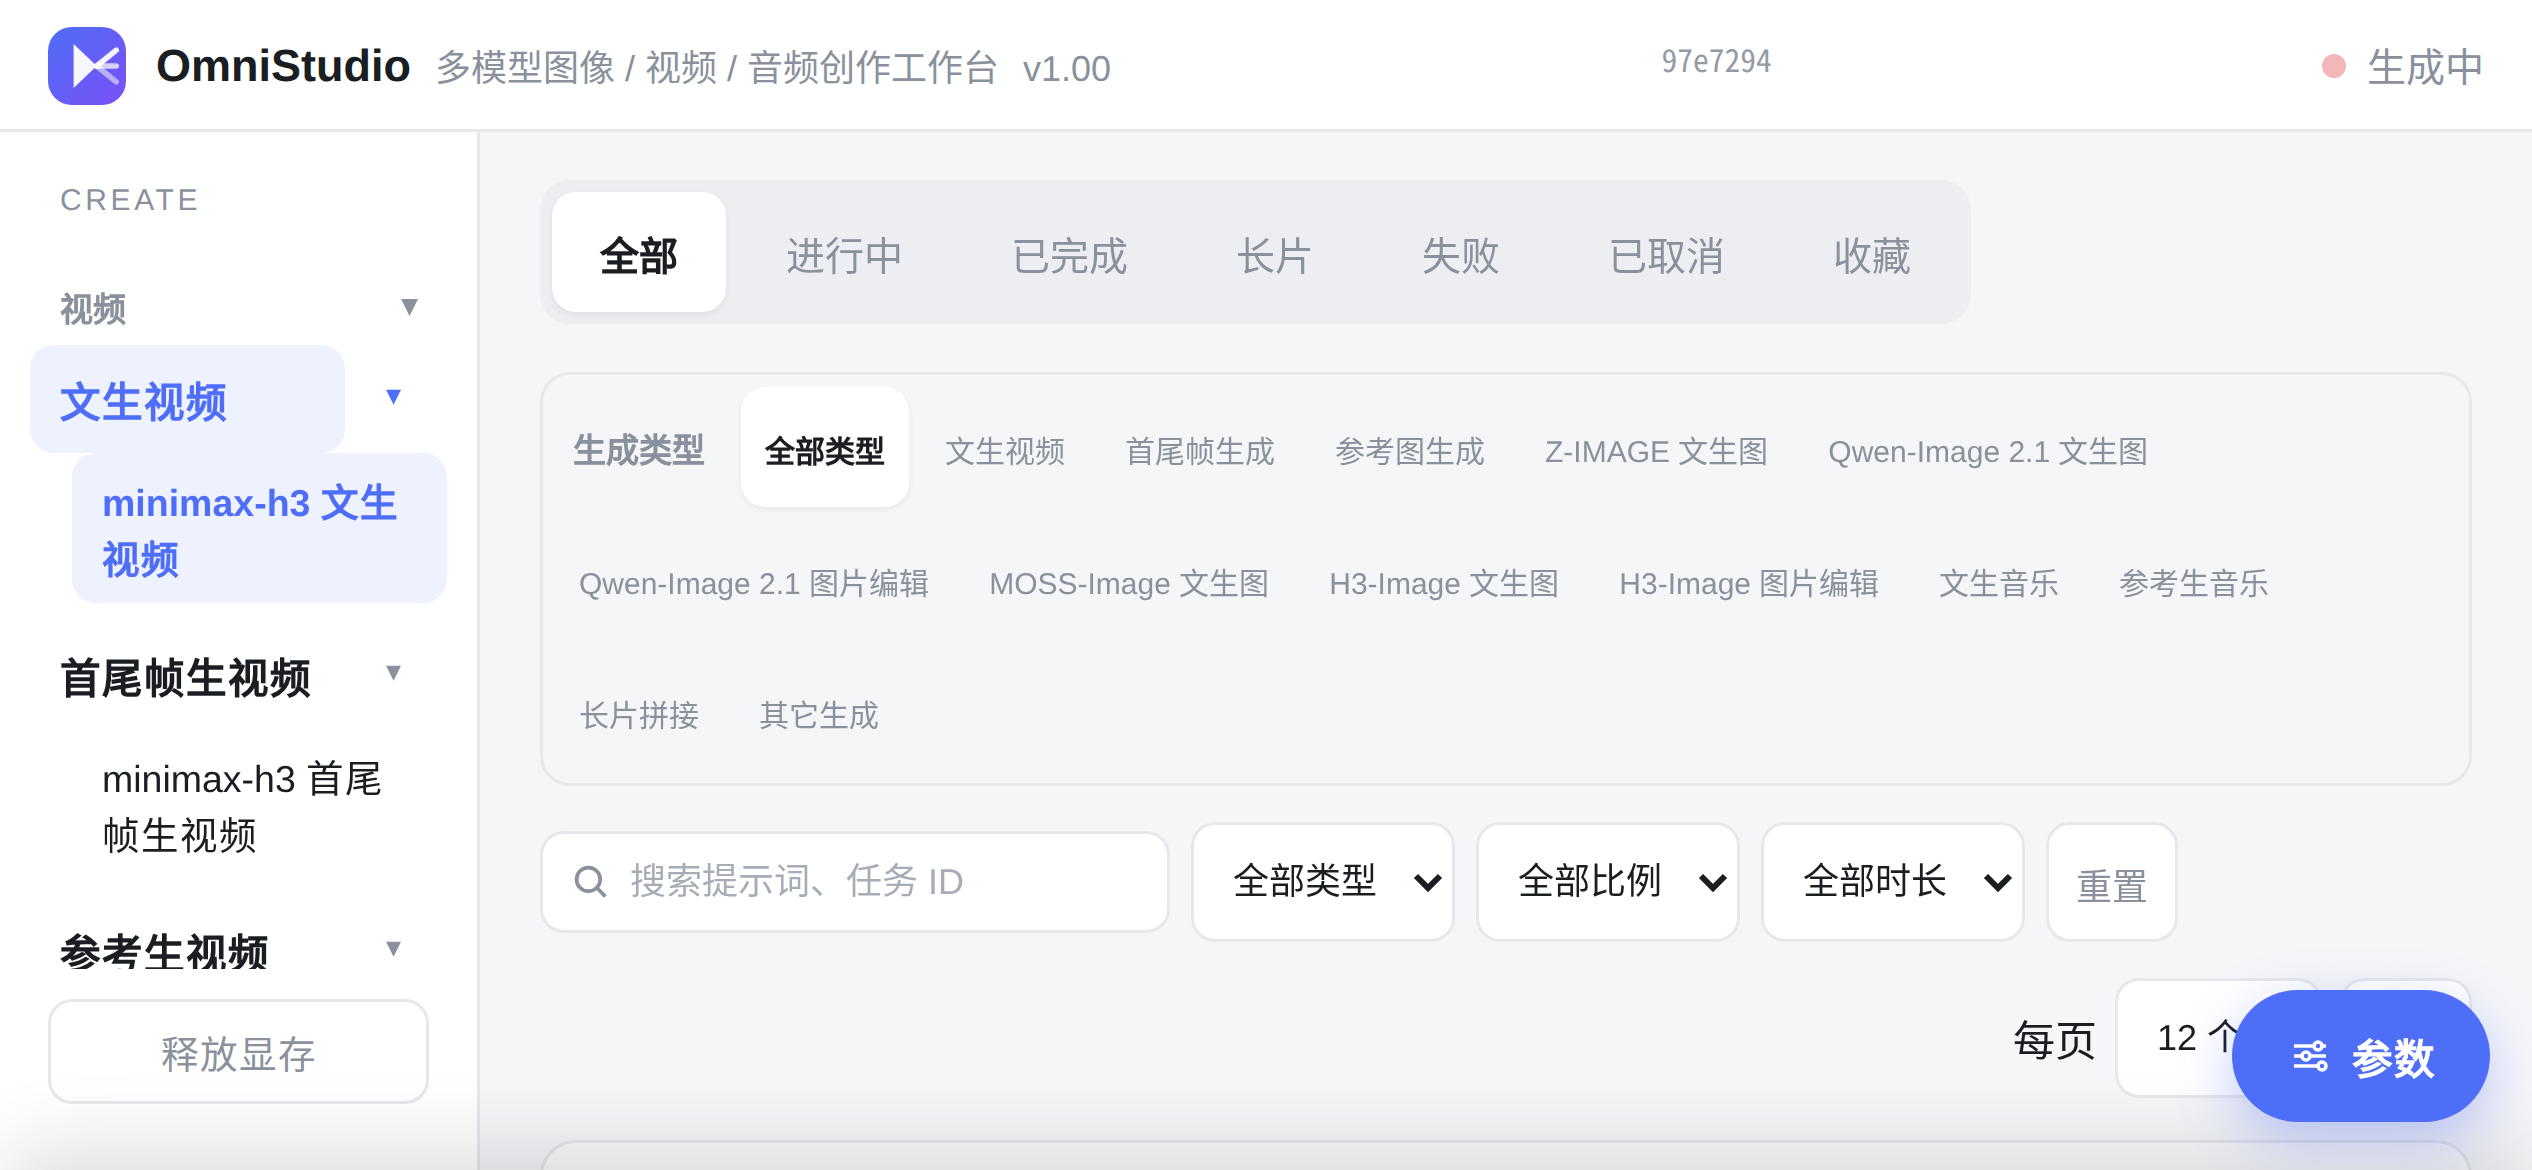 OmniStudio 多模型图像 / 视频 / 音频创作工作台 v1.00
97e7294
生成中
CREATE
视频
文生视频
minimax-h3 文生
视频
首尾帧生视频
minimax-h3 首尾
帧生视频
参考生视频
释放显存
全部 进行中 已完成 长片 失败 已取消 收藏
生成类型 全部类型 文生视频 首尾帧生成 参考图生成 Z-IMAGE 文生图 Qwen-Image 2.1 文生图
Qwen-Image 2.1 图片编辑 MOSS-Image 文生图 H3-Image 文生图 H3-Image 图片编辑 文生音乐 参考生音乐
长片拼接 其它生成
搜索提示词、任务 ID 全部类型 全部比例 全部时长 重置
每页 12 个
参数